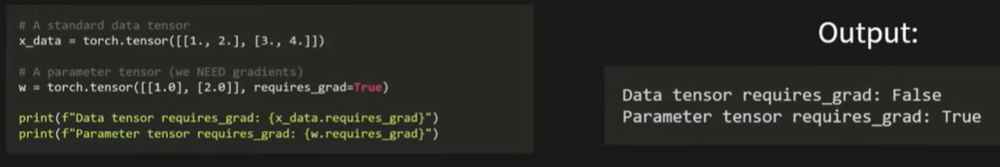 # A standard data tensor
x_data = torch.tensor([[1., 2.], [3., 4.]])
# A parameter tensor (we NEED gradients)
w = torch.tensor([[1.0], [2.0]], requires_grad=True)
print(f"Data tensor requires_grad: {x_data.requires_grad}")
print(f"Parameter tensor requires_grad: {w.requires_grad}")
Output:
Data tensor requires_grad: False
Parameter tensor requires_grad: True